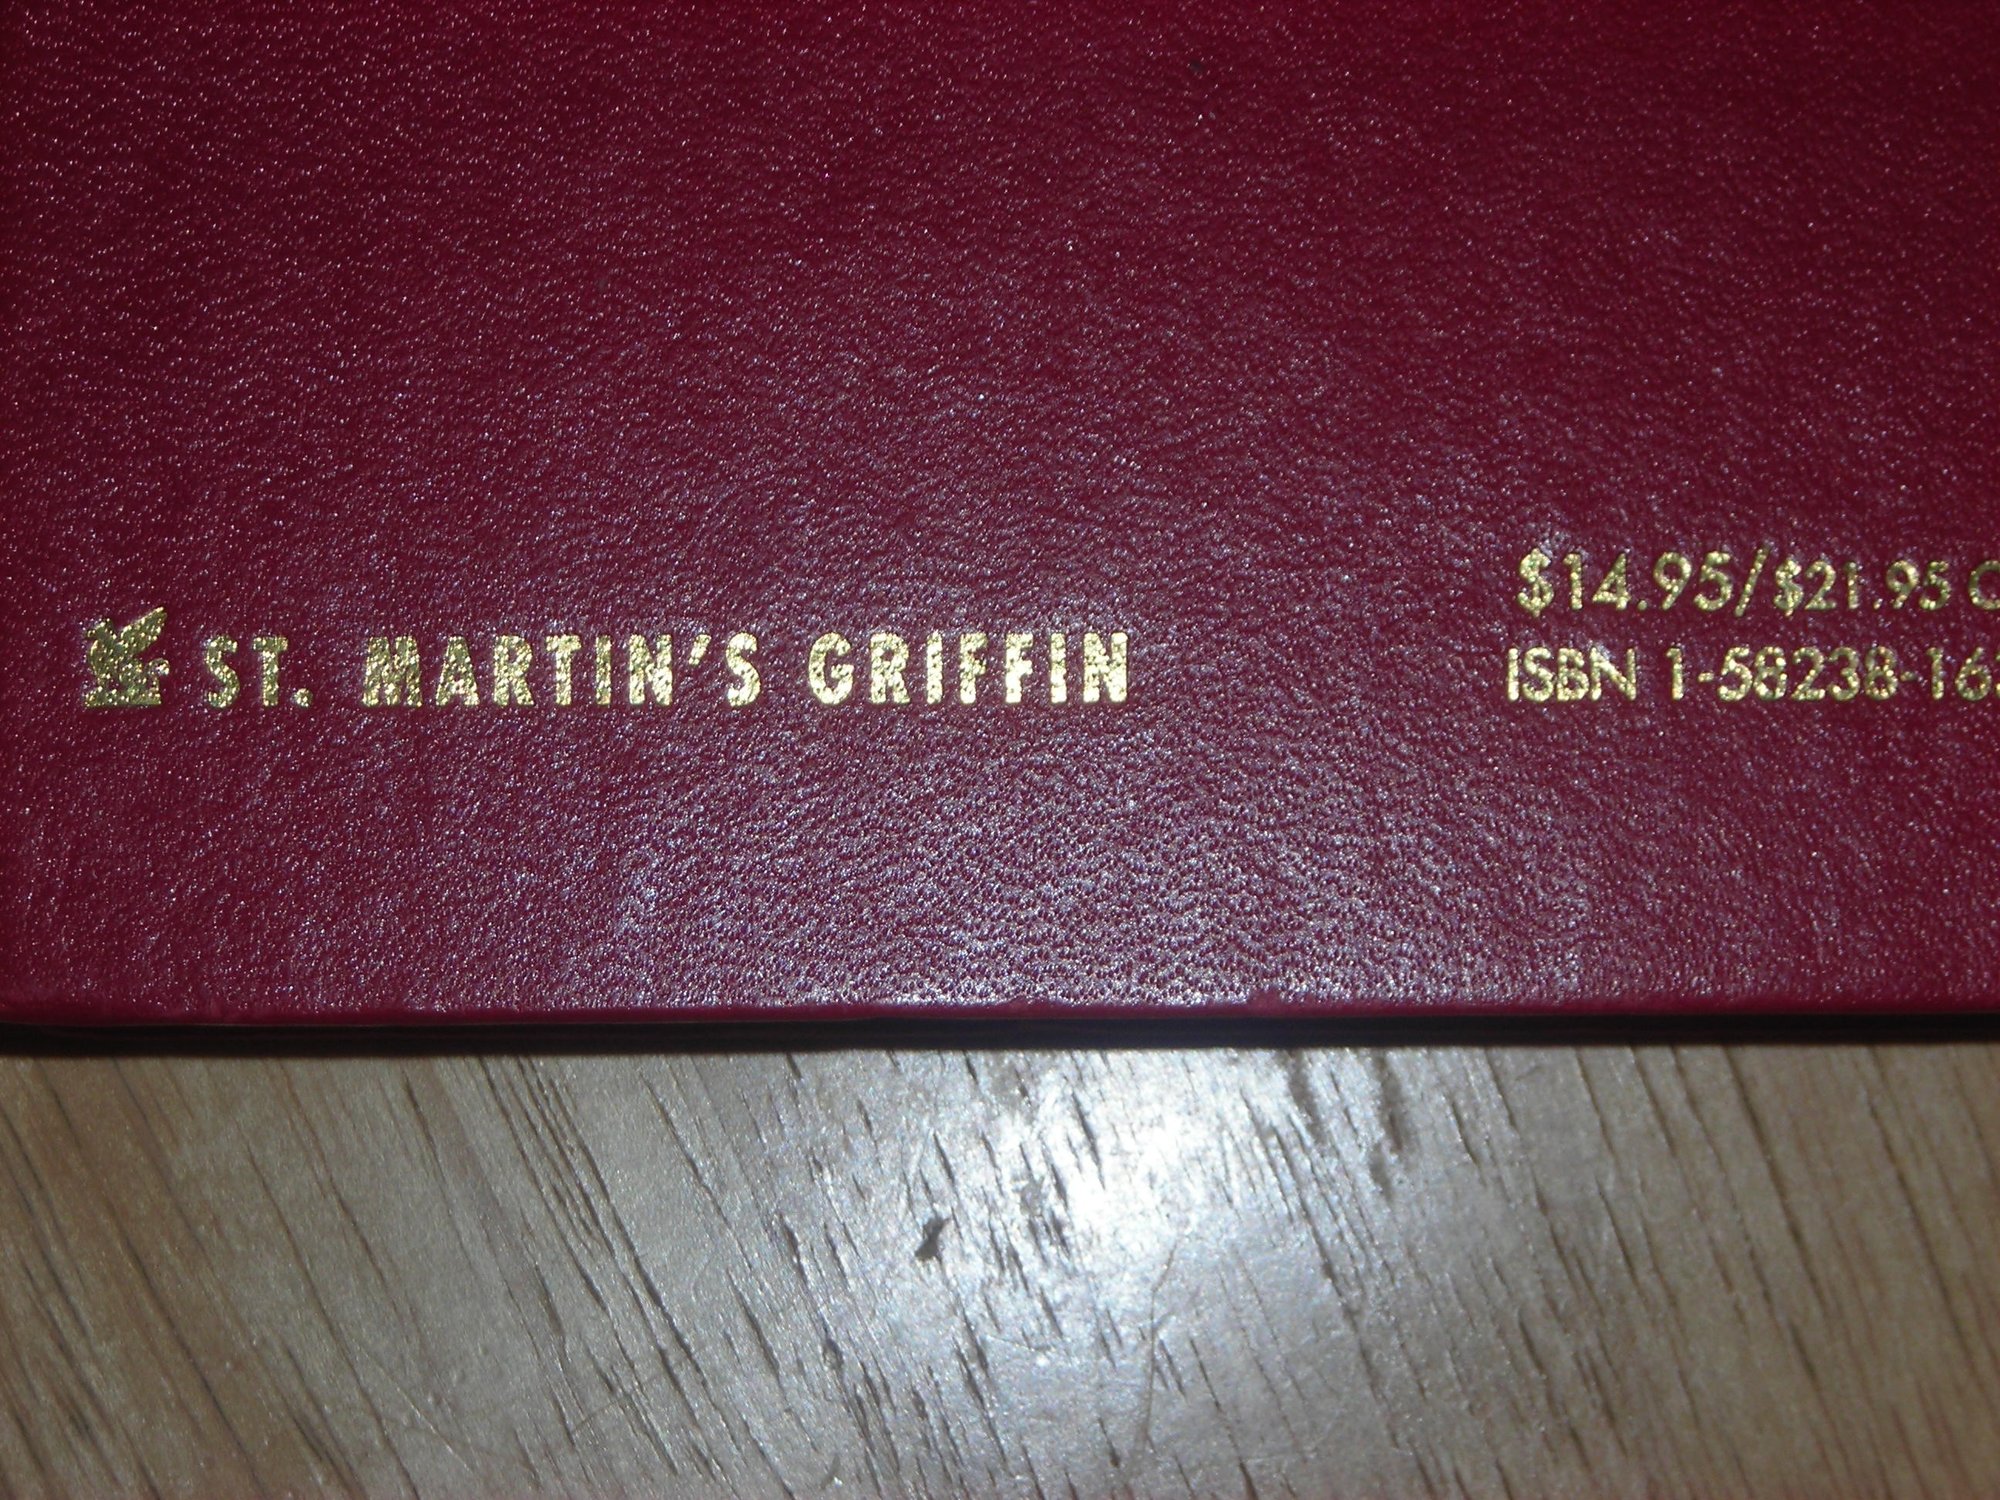 ST. MARTIN'S GRIFFIN
$14.95/$21.95 C
ISBN 1-58238-16